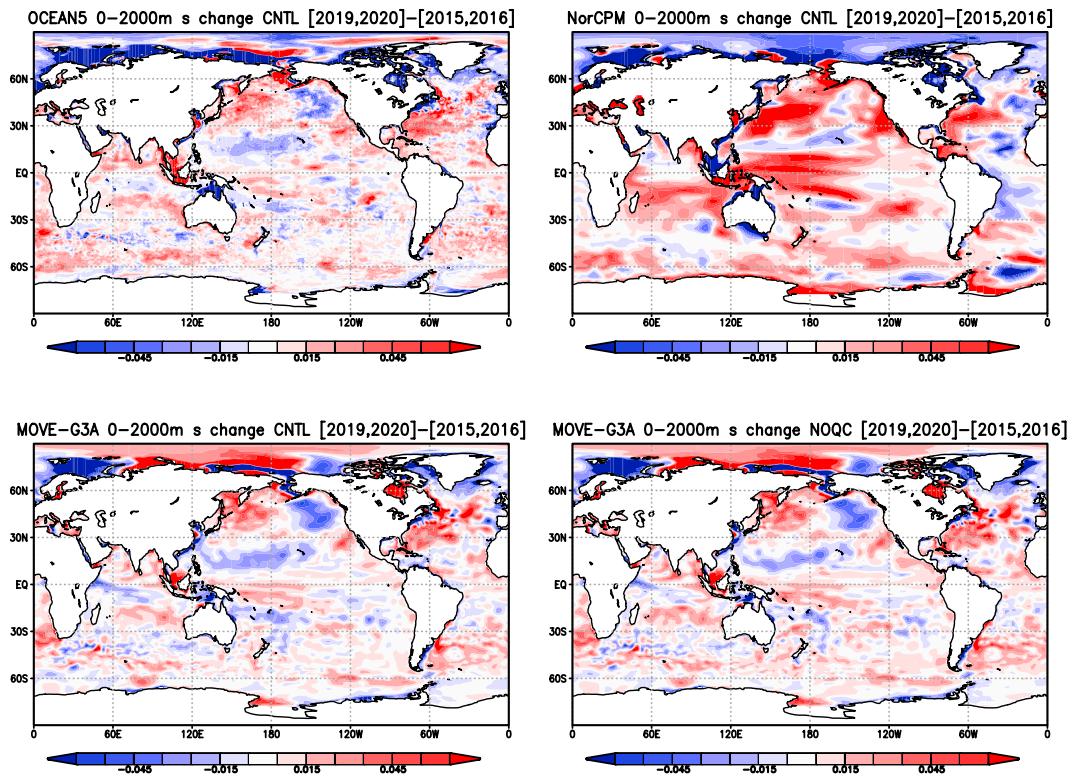 OCEAN5 0-2000m s change CNTL [2019,2020]-[2015,2016]
60N
30N
EQ
30S
60S
0 60E 120E 180 120W 60W 0
-0.045 -0.015 0.015 0.045
NorCPM 0-2000m s change CNTL [2019,2020]-[2015,2016]
60N
30N
EQ
30S
60S
0 60E 120E 180 120W 60W 0
-0.045 -0.015 0.015 0.045
MOVE-G3A 0-2000m s change CNTL [2019,2020]-[2015,2016]
60N
30N
EQ
30S
60S
0 60E 120E 180 120W 60W 0
-0.045 -0.015 0.015 0.045
MOVE-G3A 0-2000m s change NOQC [2019,2020]-[2015,2016]
60N
30N
EQ
30S
60S
0 60E 120E 180 120W 60W 0
-0.045 -0.015 0.015 0.045